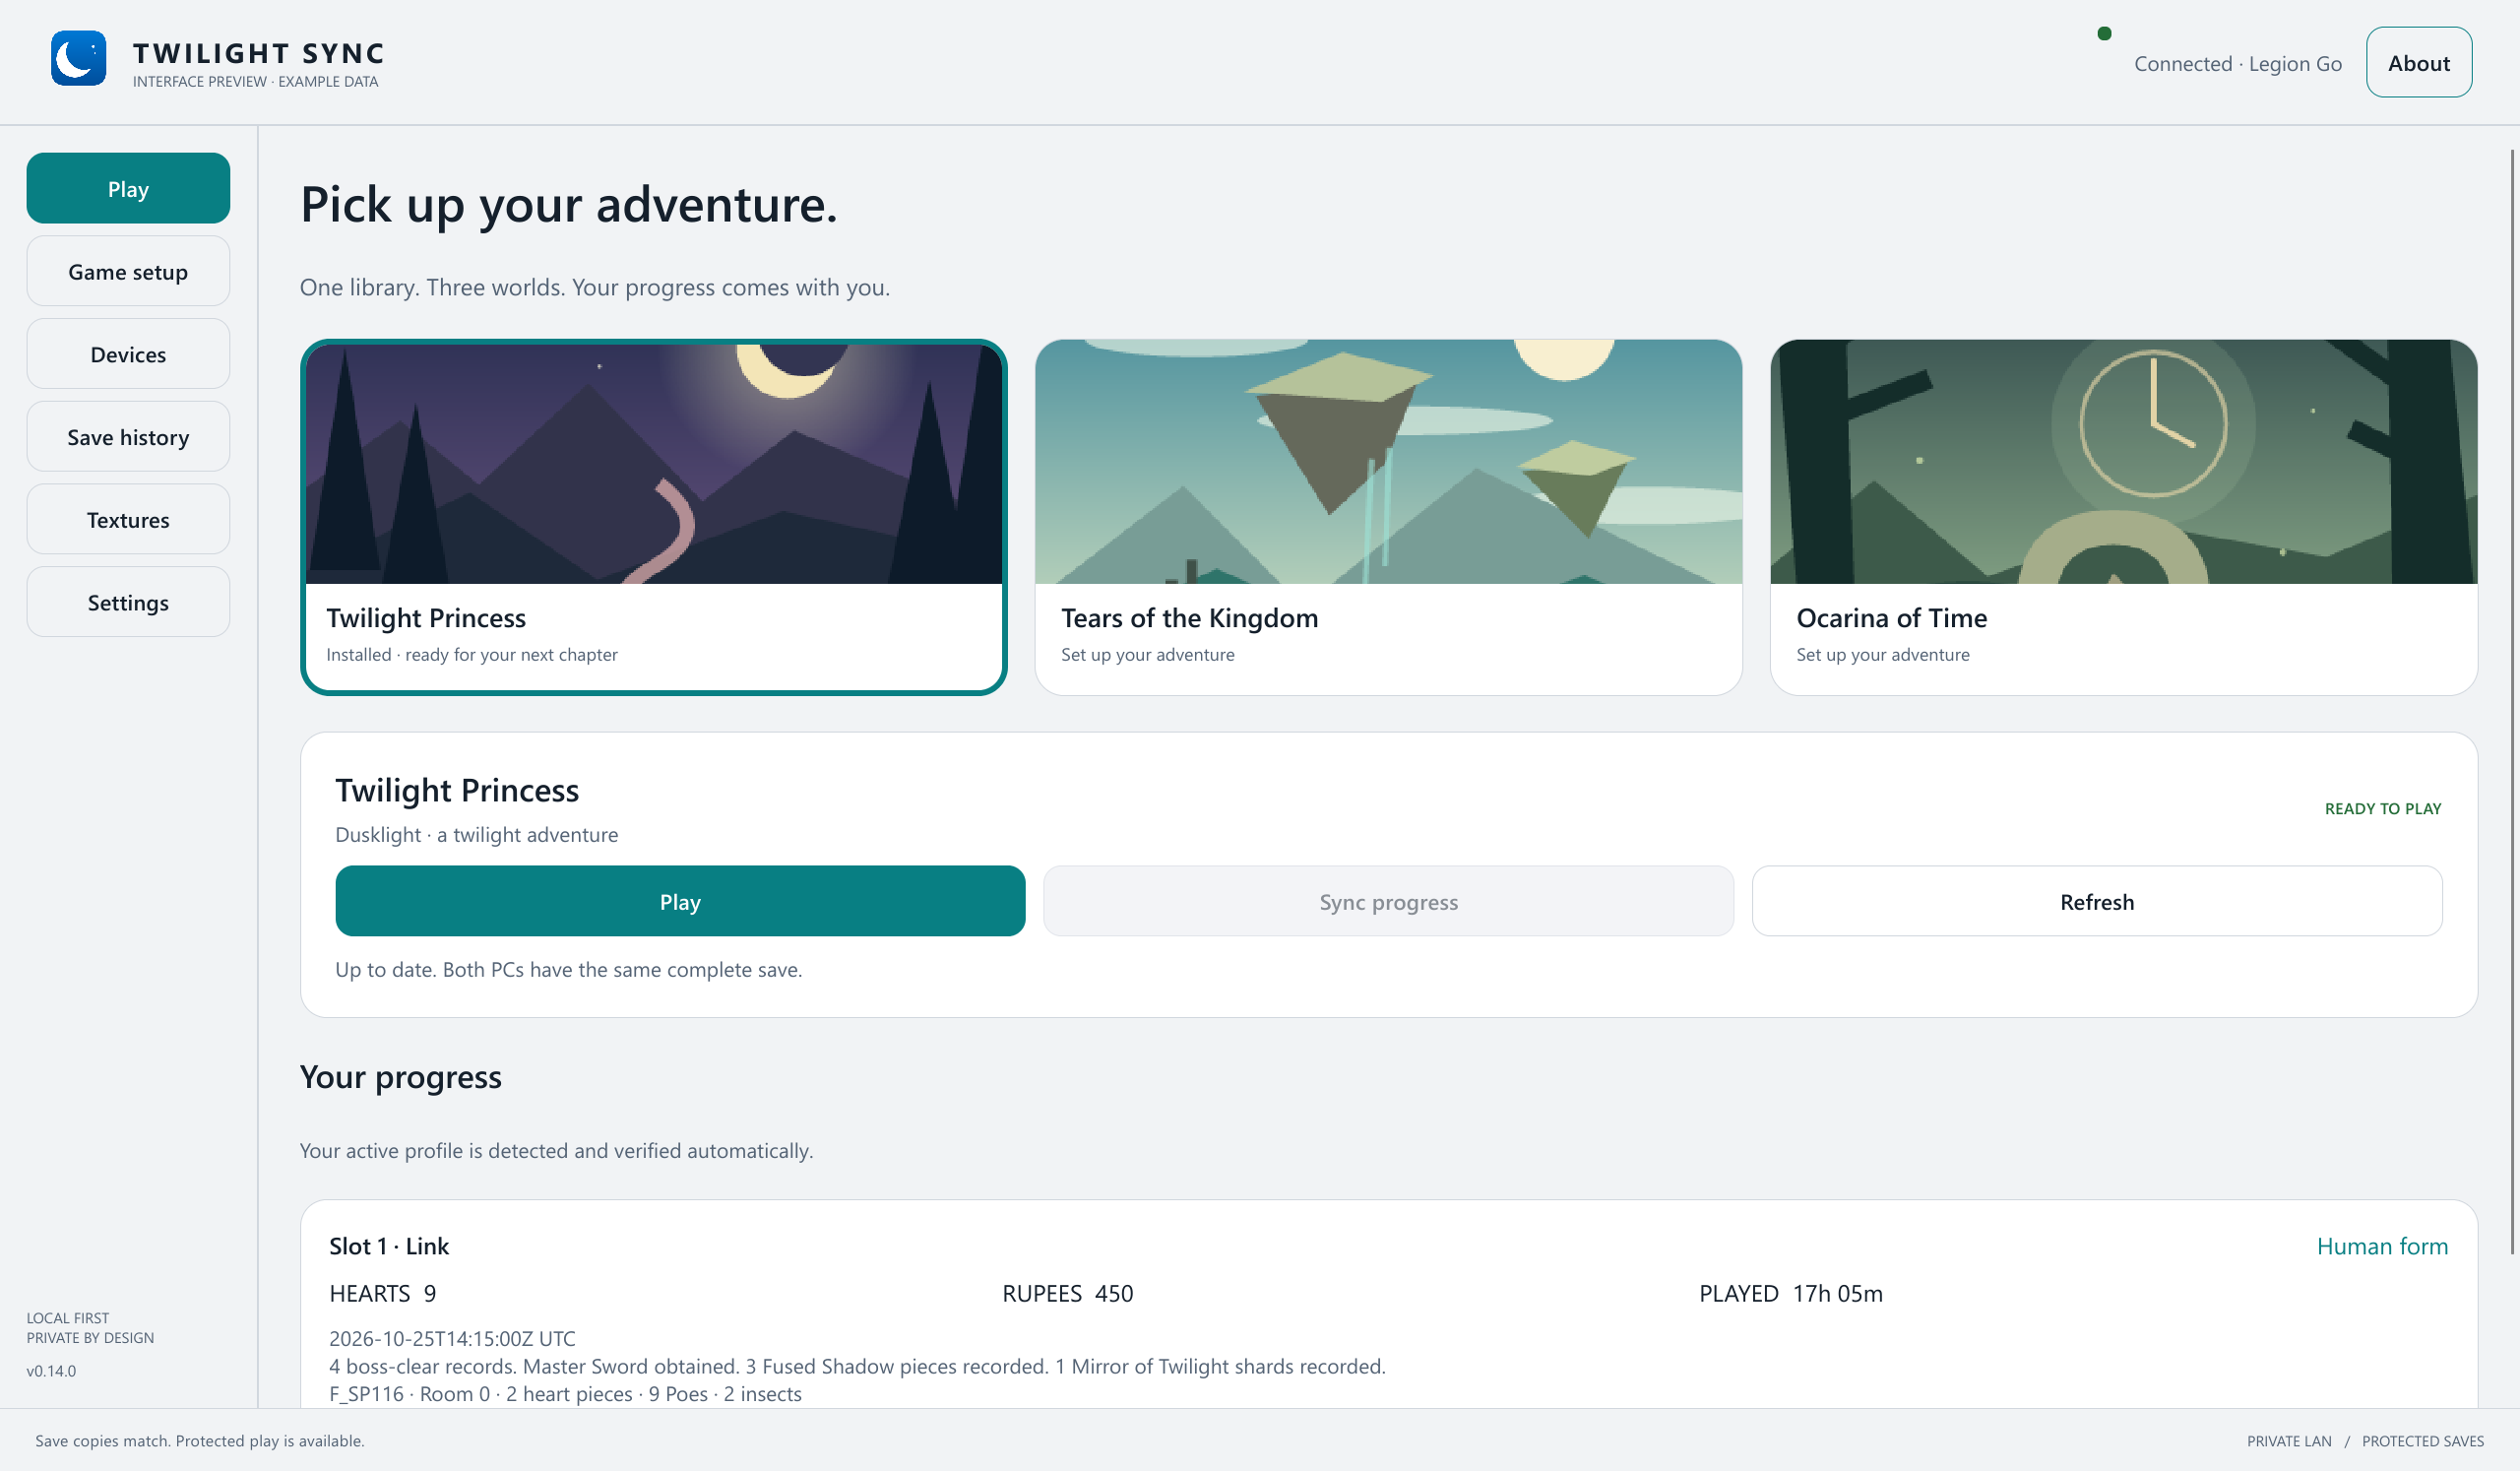 TWILIGHT SYNC
INTERFACE PREVIEW · EXAMPLE DATA
Connected · Legion Go
About
Play
Game setup
Devices
Save history
Textures
Settings
LOCAL FIRST
PRIVATE BY DESIGN
v0.14.0
Pick up your adventure.
One library. Three worlds. Your progress comes with you.
Twilight Princess
Installed · ready for your next chapter
Tears of the Kingdom
Set up your adventure
Ocarina of Time
Set up your adventure
Twilight Princess
Dusklight · a twilight adventure
READY TO PLAY
Play
Sync progress
Refresh
Up to date. Both PCs have the same complete save.
Your progress
Your active profile is detected and verified automatically.
Slot 1 · Link
Human form
HEARTS 9
RUPEES 450
PLAYED 17h 05m
2026-10-25T14:15:00Z UTC
4 boss-clear records. Master Sword obtained. 3 Fused Shadow pieces recorded. 1 Mirror of Twilight shards recorded.
F_SP116 · Room 0 · 2 heart pieces · 9 Poes · 2 insects
Save copies match. Protected play is available.
PRIVATE LAN / PROTECTED SAVES